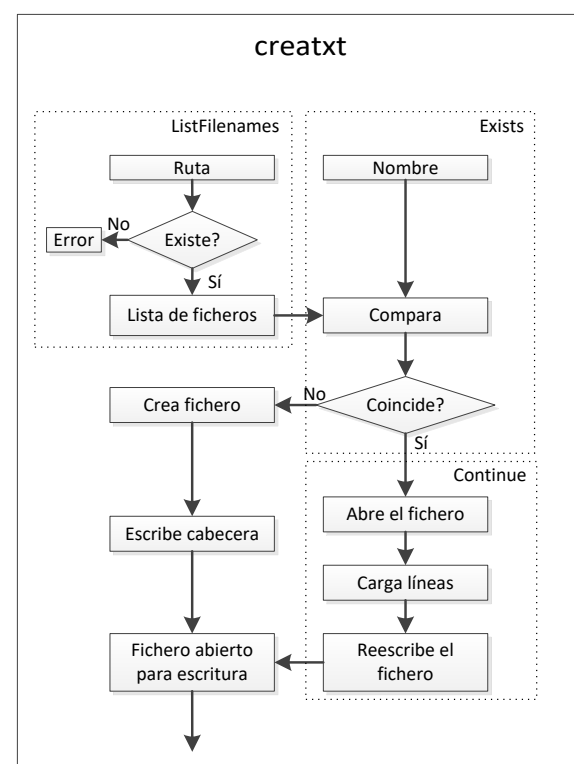 creatxt
ListFilenames
Exists
Ruta
Nombre
Existe?
No
Error
Sí
Lista de ficheros
Compara
Crea fichero
No
Coincide?
Sí
Continue
Abre el fichero
Escribe cabecera
Carga líneas
Fichero abierto
para escritura
Reescribe el
fichero